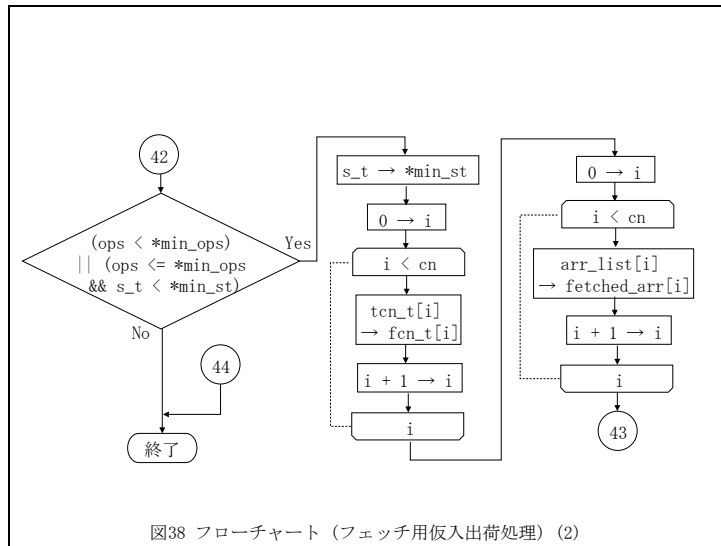 42
(ops < *min_ops)
|| (ops <= *min_ops
&& s_t < *min_st)
Yes
No
44
終了
s_t → *min_st
0 → i
i < cn
tcn_t[i]
→ fcn_t[i]
i + 1 → i
i
0 → i
i < cn
arr_list[i]
→ fetched_arr[i]
i + 1 → i
i
43
図38 フローチャート (フェッチ用仮入出荷処理) (2)